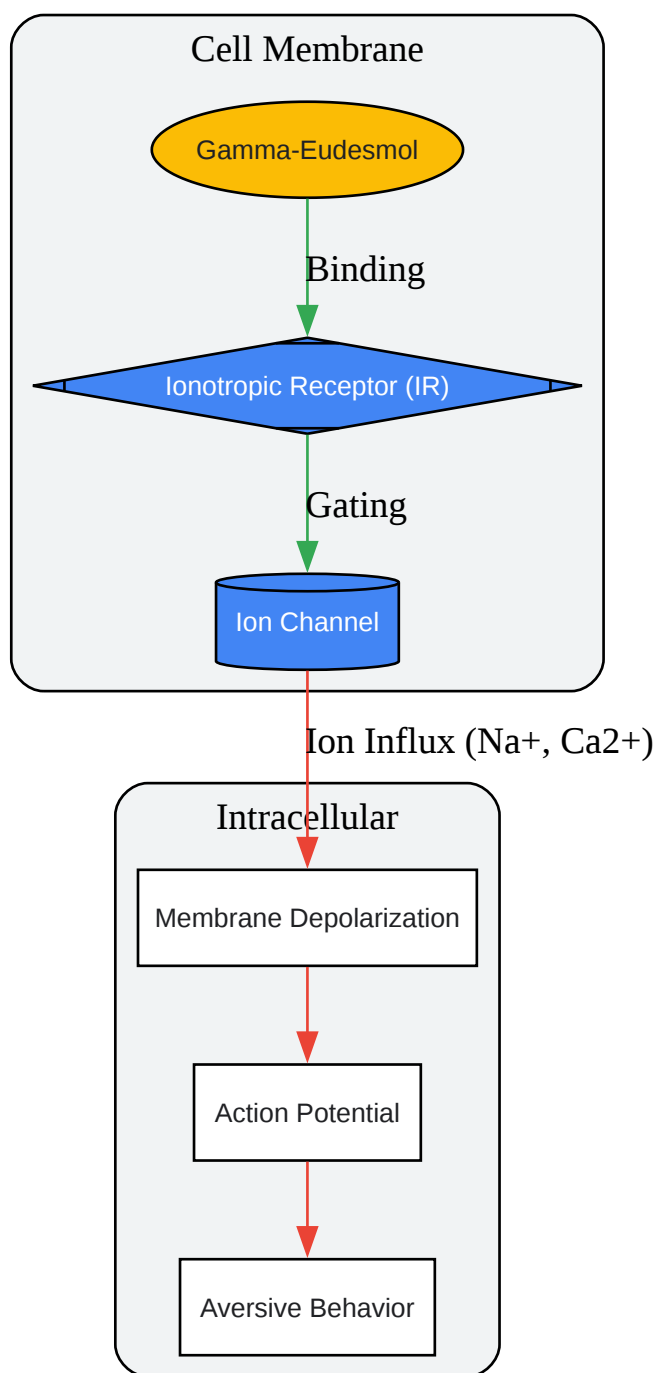 Cell Membrane
Gamma-Eudesmol
Binding
Ionotropic Receptor (IR)
Gating
Ion Channel
Ion Influx (Na+, Ca2+)
Intracellular
Membrane Depolarization
Action Potential
Aversive Behavior